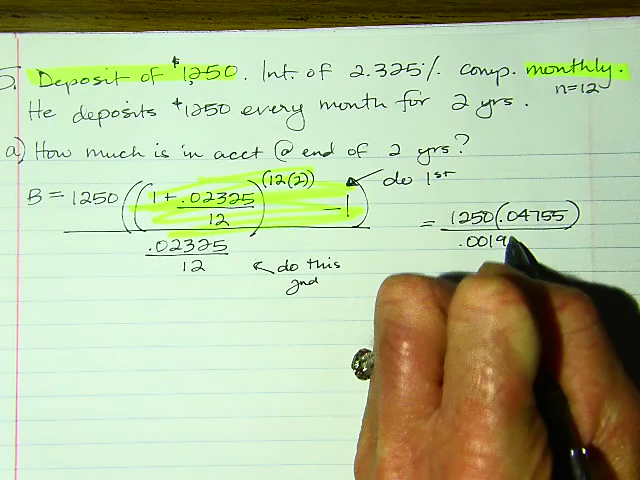 5. Deposit of $1250. Int. of 2.325% comp. monthly.
n=12
He deposits $1250 every month for 2 yrs.
a) How much is in acct @ end of 2 yrs?
B = 1250((1 + .02325/12)^(12(2)) - 1) / (.02325/12) ← do 1st
← do this 2nd
= 1250(.04755) / .0019